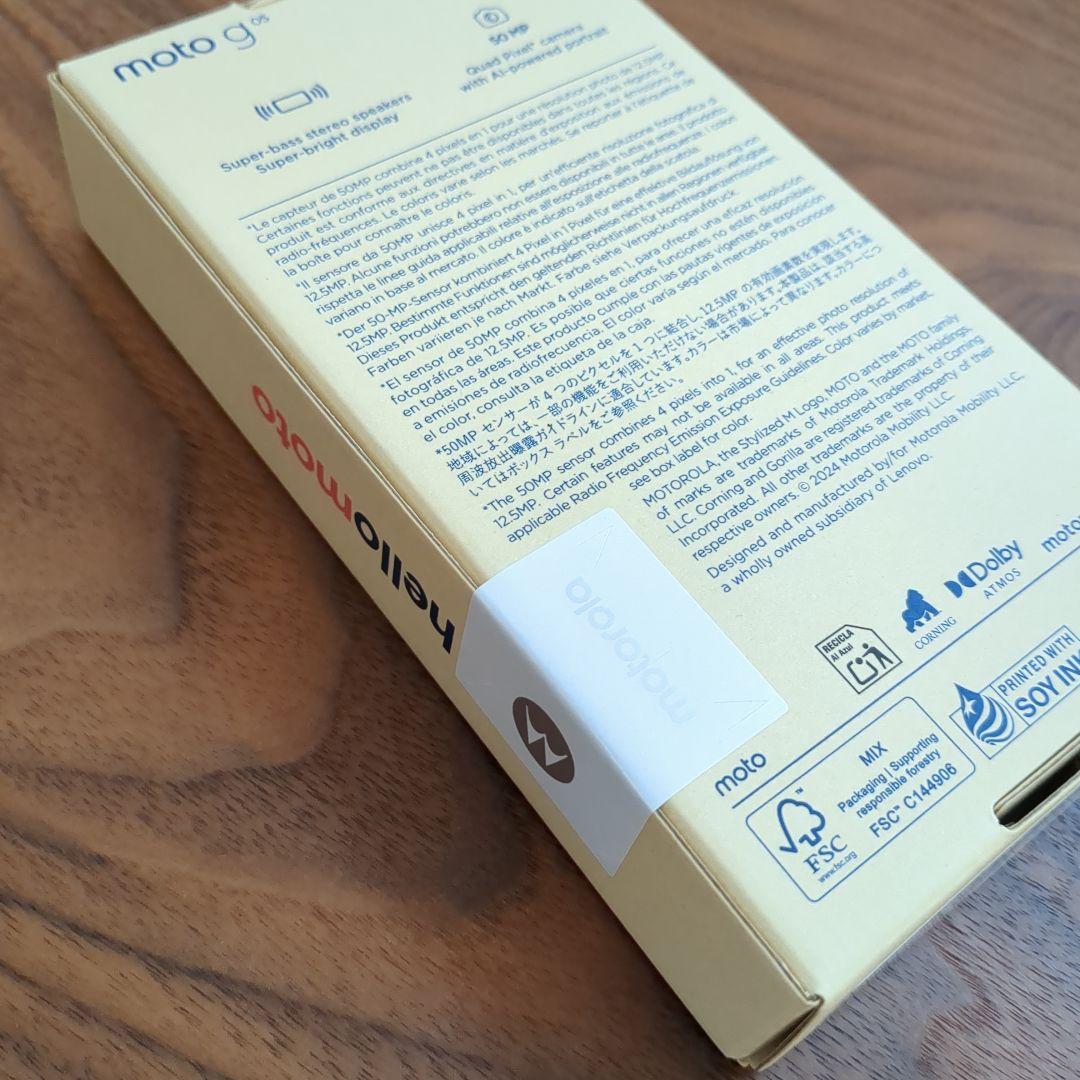 moto g 05
Super-bass stereo speakers
Super-bright display
50 MP
Quad Pixel* camera
with AI-powered portrait
*Le capteur de 50MP combine 4 pixels en 1 pour une résolution photo de 12.5MP
Certaines fonctions peuvent ne pas être disponibles dans toutes les régions. Ce
produit est conforme aux directives en matière d'exposition aux émissions de
radio-fréquences. Le coloris varie selon les marchés. Se reporter à l'étiquette de
la boîte pour connaître le coloris.
*Il sensore da 50MP unisce 4 pixel in 1, per un'efficiente risoluzione fotografica di
12.5MP. Alcune funzioni potrebbero non essere disponibili in tutte le aree. Il prodotto
rispetta le linee guida applicabili relative all'esposizione alle radiofrequenze. I colori
variano in base al mercato. Il colore è indicato sull'etichetta della scatola.
*Der 50-MP-Sensor kombiniert 4 Pixel in 1 Pixel für eine effektive Bildauflösung von
12.5MP. Bestimmte Funktionen sind möglicherweise nicht in allen Regionen verfügbar.
Dieses Produkt entspricht den geltenden Richtlinien für Hochfrequenzemissionen.
Farben variieren je nach Markt. Farbe siehe Verpackungsaufdruck.
*El sensor de 50MP combina 4 píxeles en 1, para ofrecer una eficaz resolución
fotográfica de 12.5MP. Es posible que ciertas funciones no estén disponibles
en todas las áreas. Este producto cumple con las pautas vigentes de exposición
a emisiones de radiofrecuencia. El color varía según el mercado. Para conocer
el color, consulta la etiqueta de la caja.
*50MP センサーが 4 つのピクセルを 1 つに結合し、12.5MP の有効画素数を実現します。
地域によっては、一部の機能をご利用いただけない場合があります。本製品は、該当する無線
周波放出曝露ガイドラインに適合しています。カラーは市場によって異なります。カラーにつ
いてはボックス ラベルをご参照ください。
*The 50MP sensor combines 4 pixels into 1, for an effective photo resolution of
12.5MP. Certain features may not be available in all areas. This product meets
applicable Radio Frequency Emission Exposure Guidelines. Color varies by market,
see box label for color.
MOTOROLA, the Stylized M Logo, MOTO and the MOTO family
of marks are trademarks of Motorola Trademark Holdings,
LLC. Corning and Gorilla are registered trademarks of Corning
Incorporated. All other trademarks are the property of their
respective owners. © 2024 Motorola Mobility LLC.
Designed and manufactured by/for Motorola Mobility LLC,
a wholly owned subsidiary of Lenovo.
hellomoto
motorola
RECICLA
Al Azul
CORNING
Dolby
ATMOS
moto
moto
FSC
www.fsc.org
MIX
Packaging | Supporting
responsible forestry
FSC™ C144906
PRINTED WITH
SOY INK